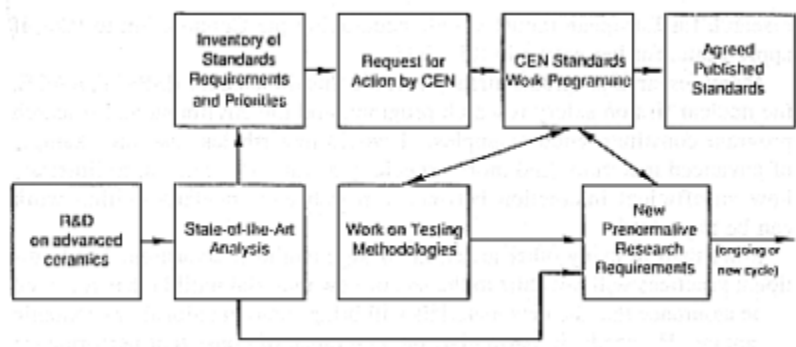 Inventory of
Standards
Requirements
and Priorities
Request for
Action by CEN
CEN Standards
Work Programme
Agreed
Published
Standards
R&D
on advanced
ceramics
State-of-the-Art
Analysis
Work on Testing
Methodologies
New
Prenormative
Research
Requirements
(ongoing or
new cycle)